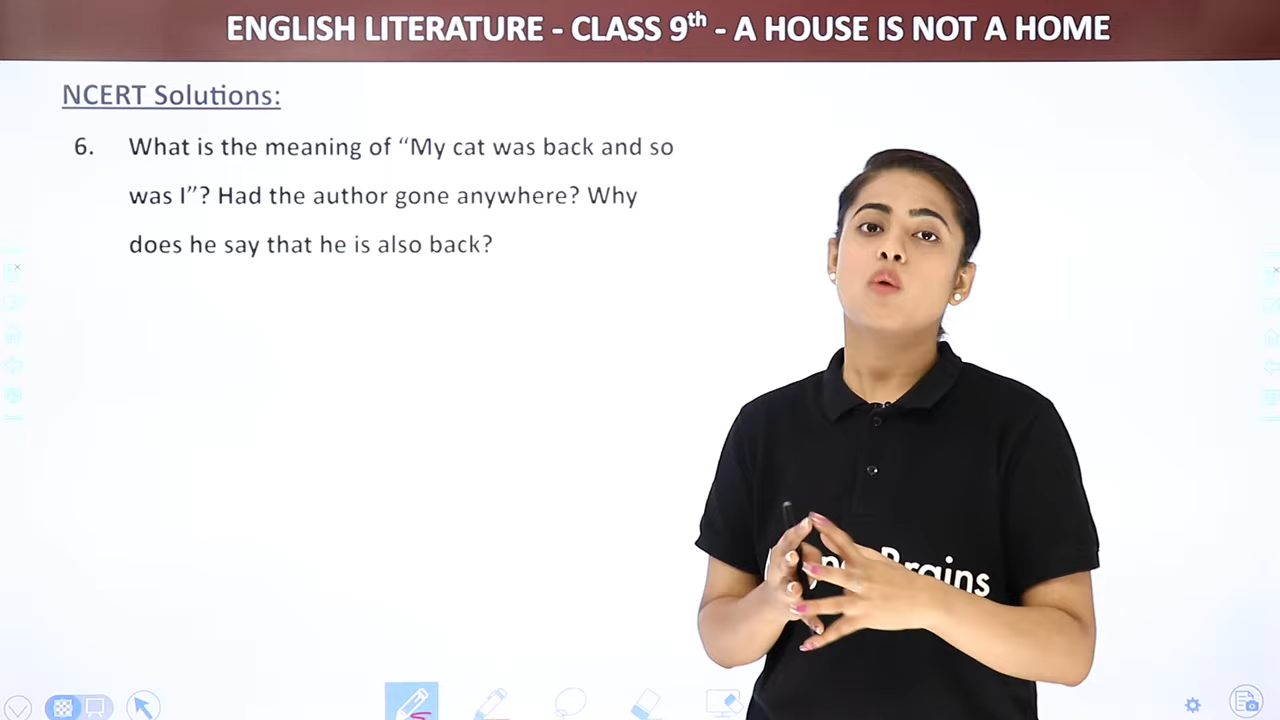 ENGLISH LITERATURE - CLASS 9th - A HOUSE IS NOT A HOME
NCERT Solutions:
6. What is the meaning of “My cat was back and so
was I”? Had the author gone anywhere? Why
does he say that he is also back?
Brains